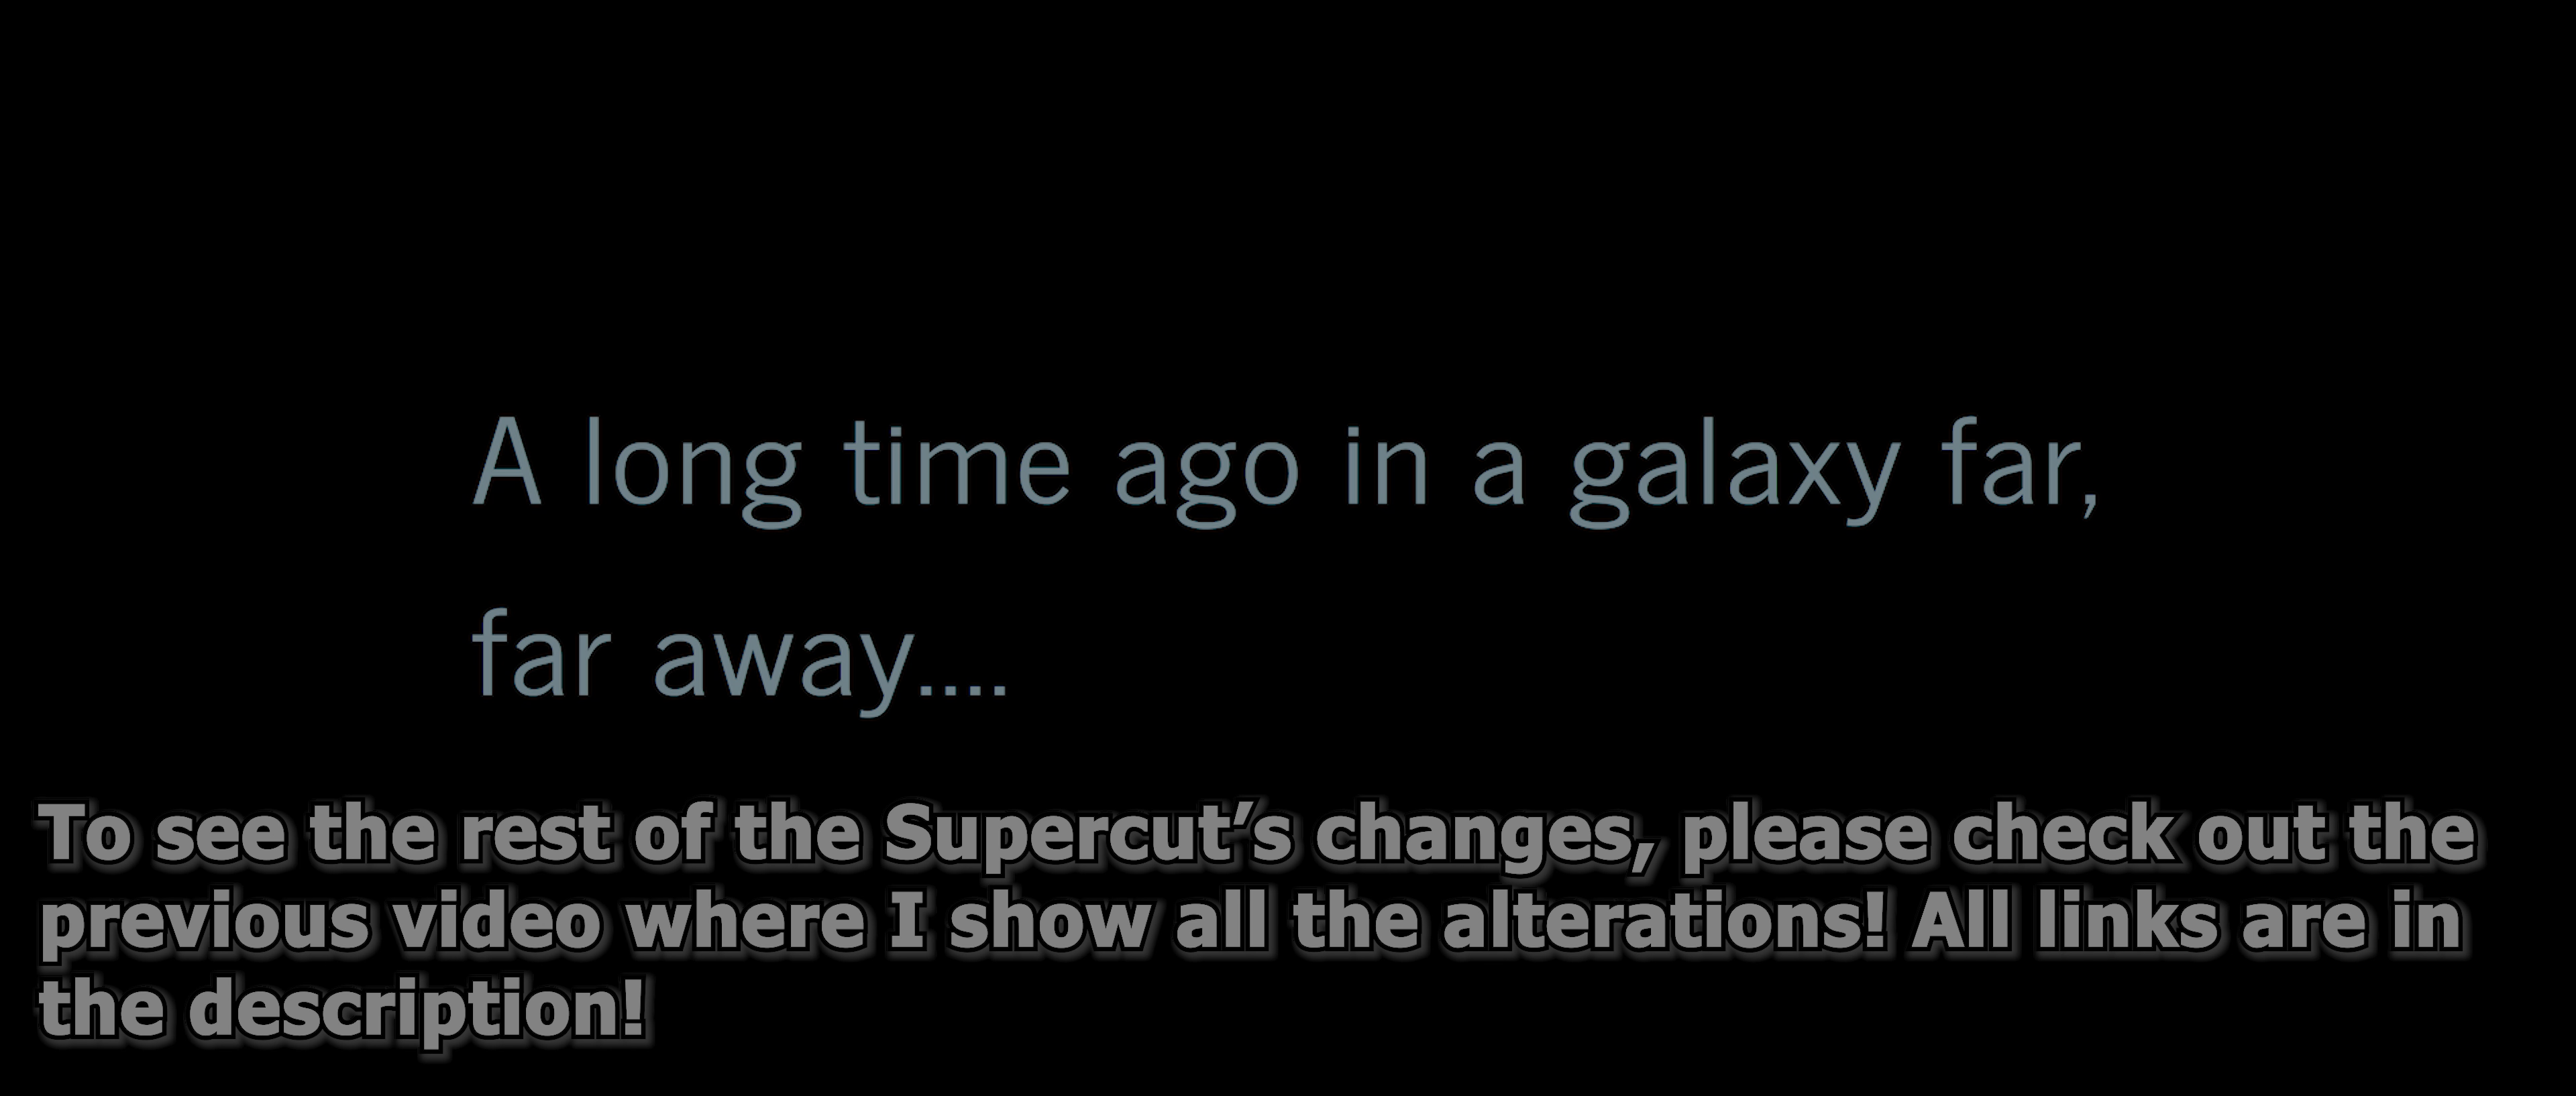 A long time ago in a galaxy far,
far away....
To see the rest of the Supercut’s changes, please check out the
previous video where I show all the alterations! All links are in
the description!